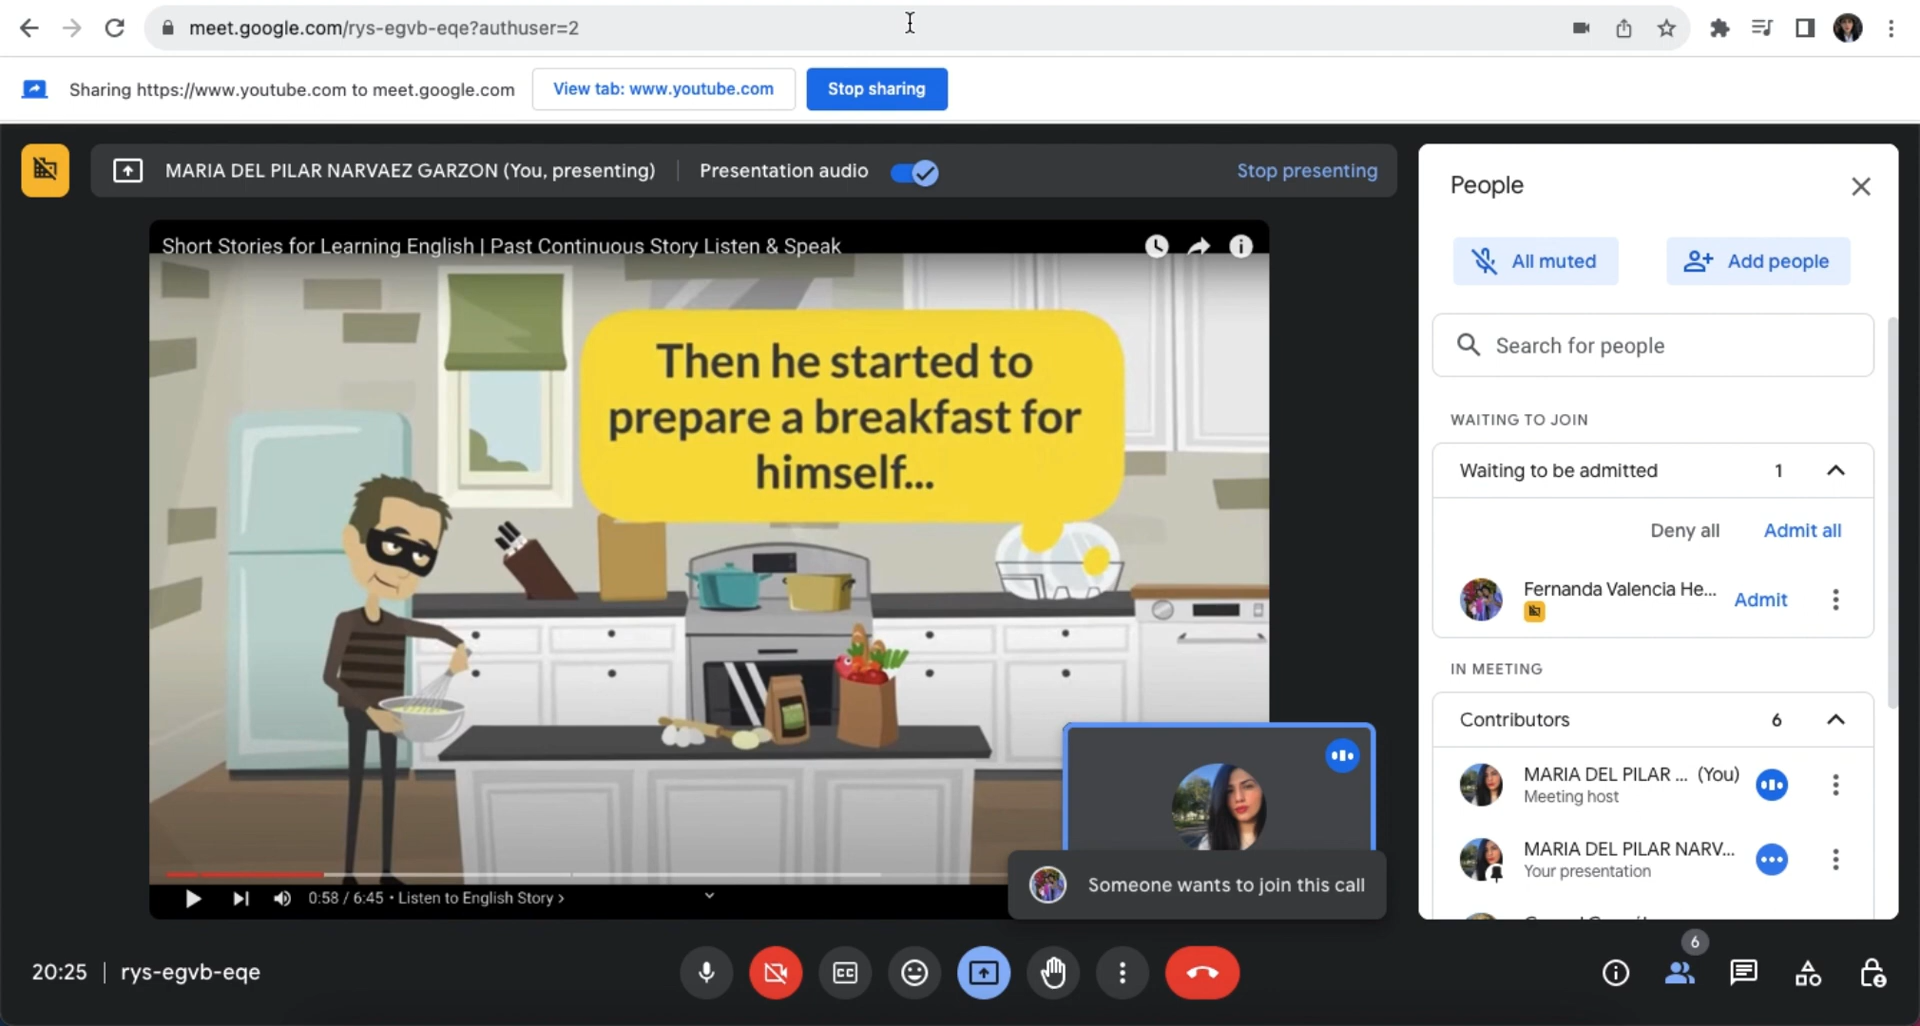 meet.google.com/rys-egvb-eqe?authuser=2
Sharing https://www.youtube.com to meet.google.com
View tab: www.youtube.com
Stop sharing
MARIA DEL PILAR NARVAEZ GARZON (You, presenting)
Presentation audio
Stop presenting
Short Stories for Learning English | Past Continuous Story Listen & Speak
Then he started to
prepare a breakfast for
himself...
0:58 / 6:45 • Listen to English Story >
Someone wants to join this call
People
All muted
Add people
Search for people
WAITING TO JOIN
Waiting to be admitted 1
Deny all
Admit all
Fernanda Valencia He...
Admit
IN MEETING
Contributors 6
MARIA DEL PILAR ... (You)
Meeting host
MARIA DEL PILAR NARV...
Your presentation
20:25 | rys-egvb-eqe
CC
6